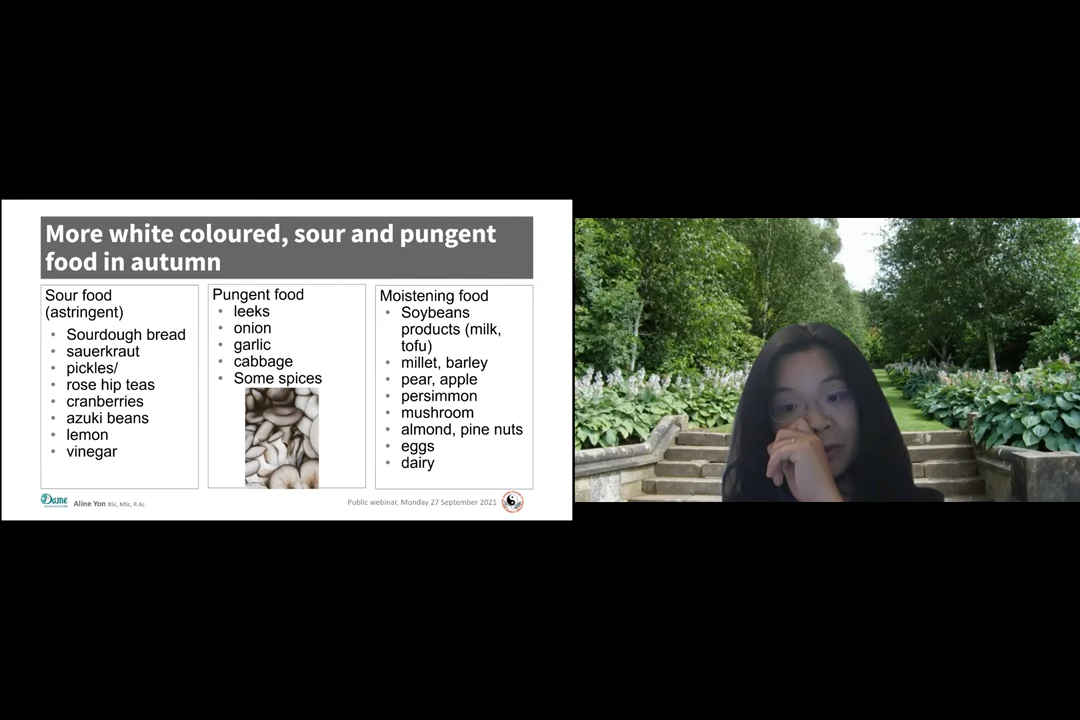 More white coloured, sour and pungent
food in autumn
Sour food
(astringent)
Sourdough bread
sauerkraut
pickles/
rose hip teas
cranberries
azuki beans
lemon
vinegar
Pungent food
leeks
onion
garlic
cabbage
Some spices
Moistening food
Soybeans
products (milk,
tofu)
millet, barley
pear, apple
persimmon
mushroom
almond, pine nuts
eggs
dairy
Dame
Aline Yon BSc, MSc, R.Ac
Public webinar, Monday 27 September 2021